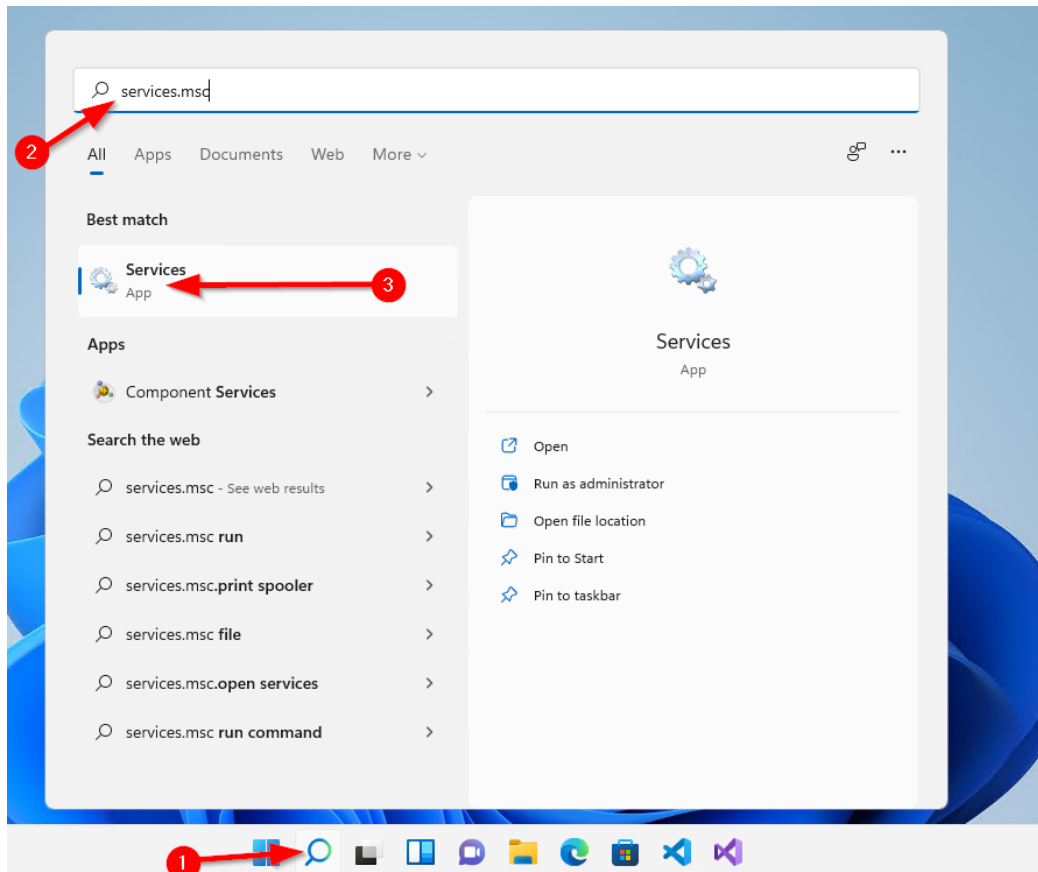 services.msc
2
All Apps Documents Web More
Best match
Services
App
3
Services
App
Apps
Component Services
Search the web
services.msc - See web results
services.msc run
services.msc.print spooler
services.msc file
services.msc.open services
services.msc run command
Open
Run as administrator
Open file location
Pin to Start
Pin to taskbar
1